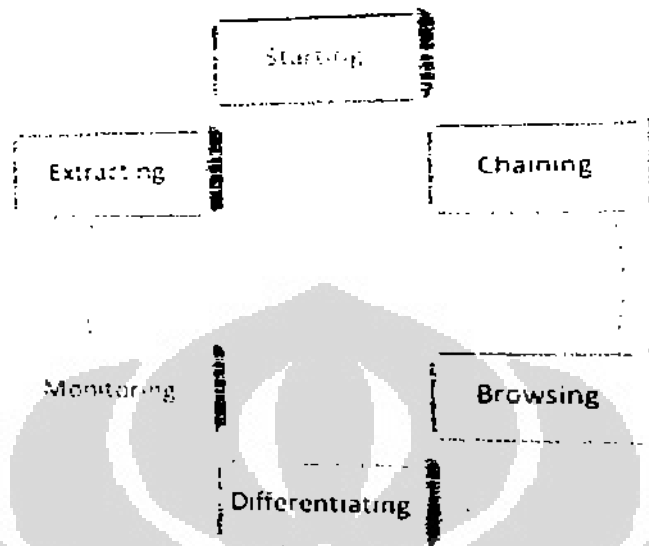 Starting
Extracting
Chaining
Monitoring
Browsing
Differentiating